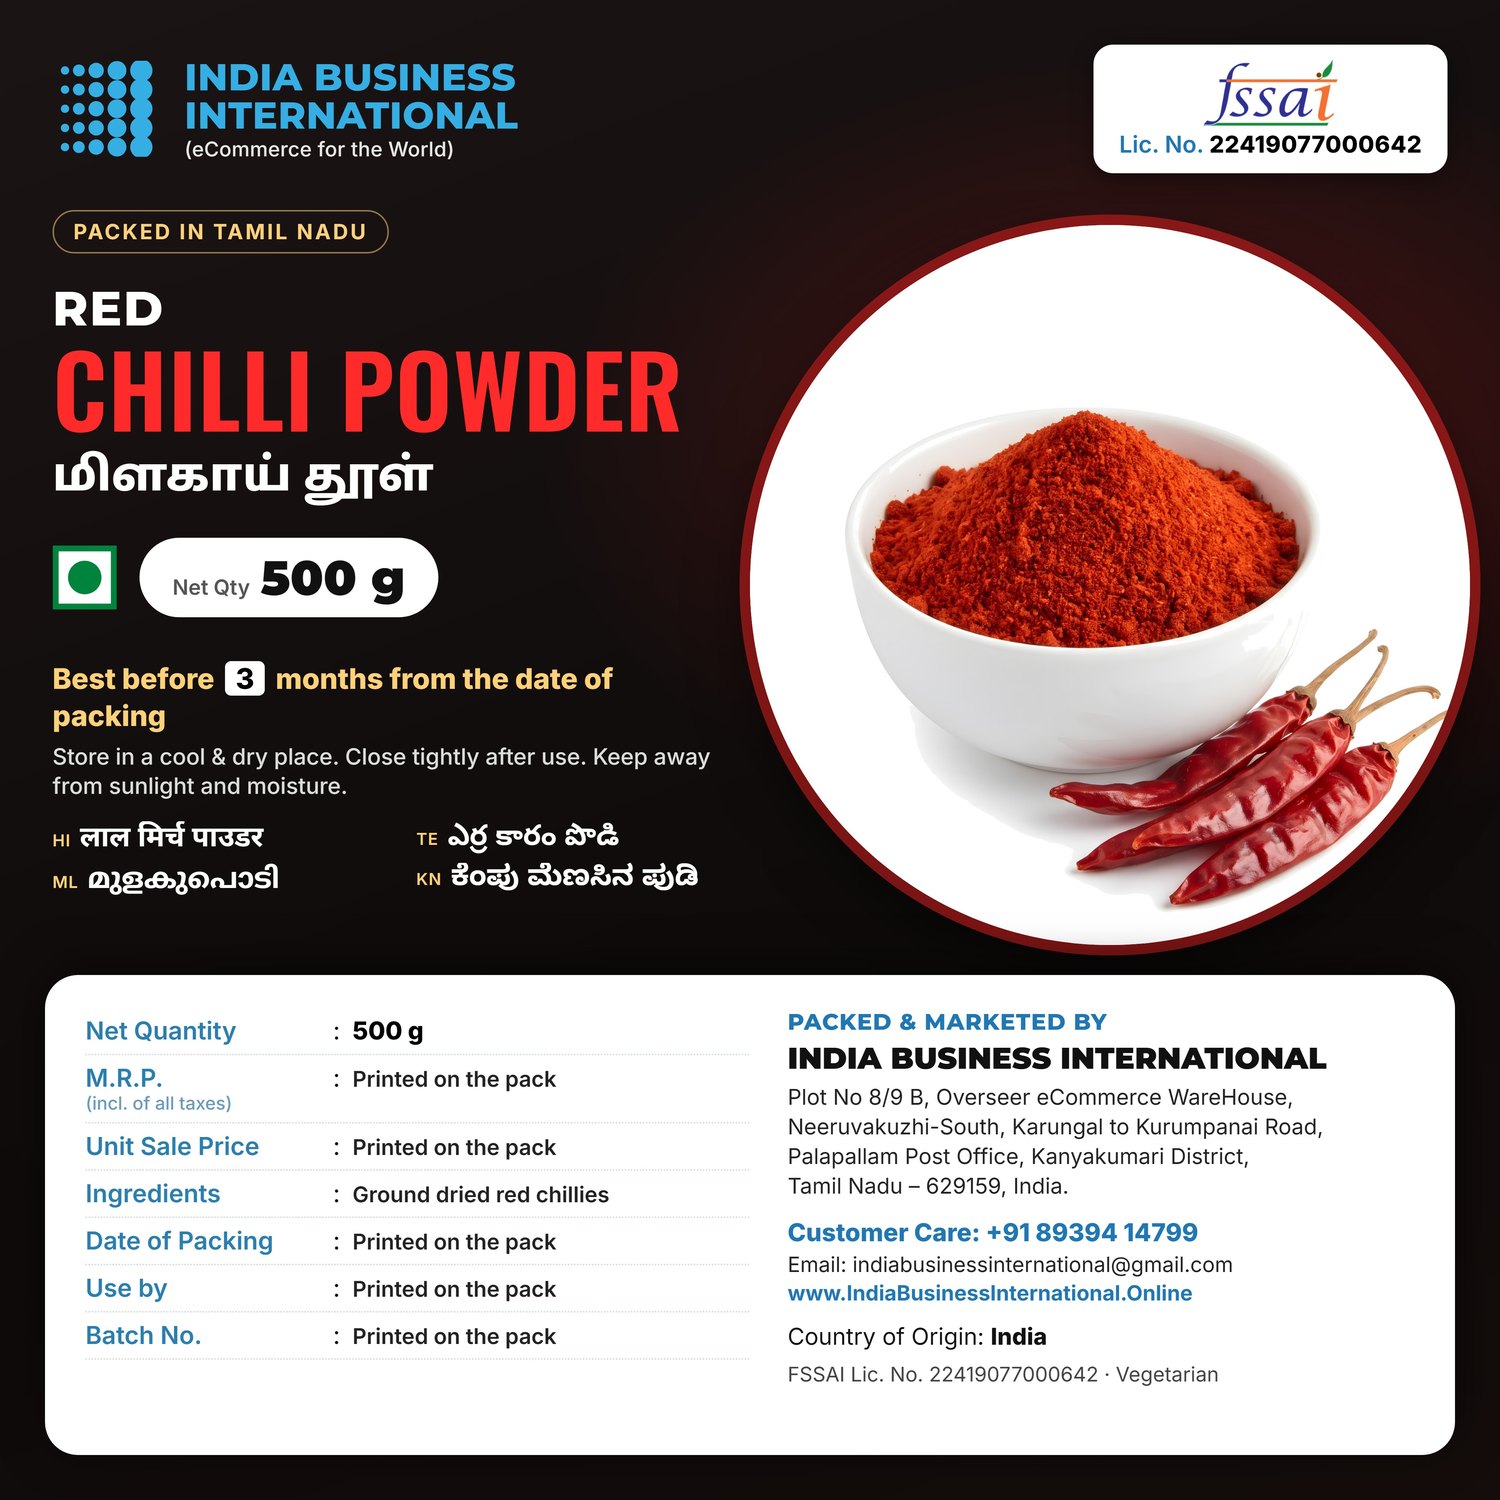 INDIA BUSINESS
INTERNATIONAL
(eCommerce for the World)
fssai
Lic. No. 22419077000642
PACKED IN TAMIL NADU
RED
CHILLI POWDER
மிளகாய் தூள்
Net Qty 500 g
Best before 3 months from the date of
packing
Store in a cool & dry place. Close tightly after use. Keep away
from sunlight and moisture.
HI लाल मिर्च पाउडर
TE ఎర్ర కారం పొడి
ML മുളകുപൊടി
KN ಕೆಂಪು ಮೆಣಸಿನ ಪುಡಿ
Net Quantity : 500 g
M.R.P. : Printed on the pack
(incl. of all taxes)
Unit Sale Price : Printed on the pack
Ingredients : Ground dried red chillies
Date of Packing : Printed on the pack
Use by : Printed on the pack
Batch No. : Printed on the pack
PACKED & MARKETED BY
INDIA BUSINESS INTERNATIONAL
Plot No 8/9 B, Overseer eCommerce WareHouse,
Neeruvakuzhi-South, Karungal to Kurumpanai Road,
Palapallam Post Office, Kanyakumari District,
Tamil Nadu – 629159, India.
Customer Care: +91 89394 14799
Email: indiabusinessinternational@gmail.com
www.IndiaBusinessInternational.Online
Country of Origin: India
FSSAI Lic. No. 22419077000642 · Vegetarian